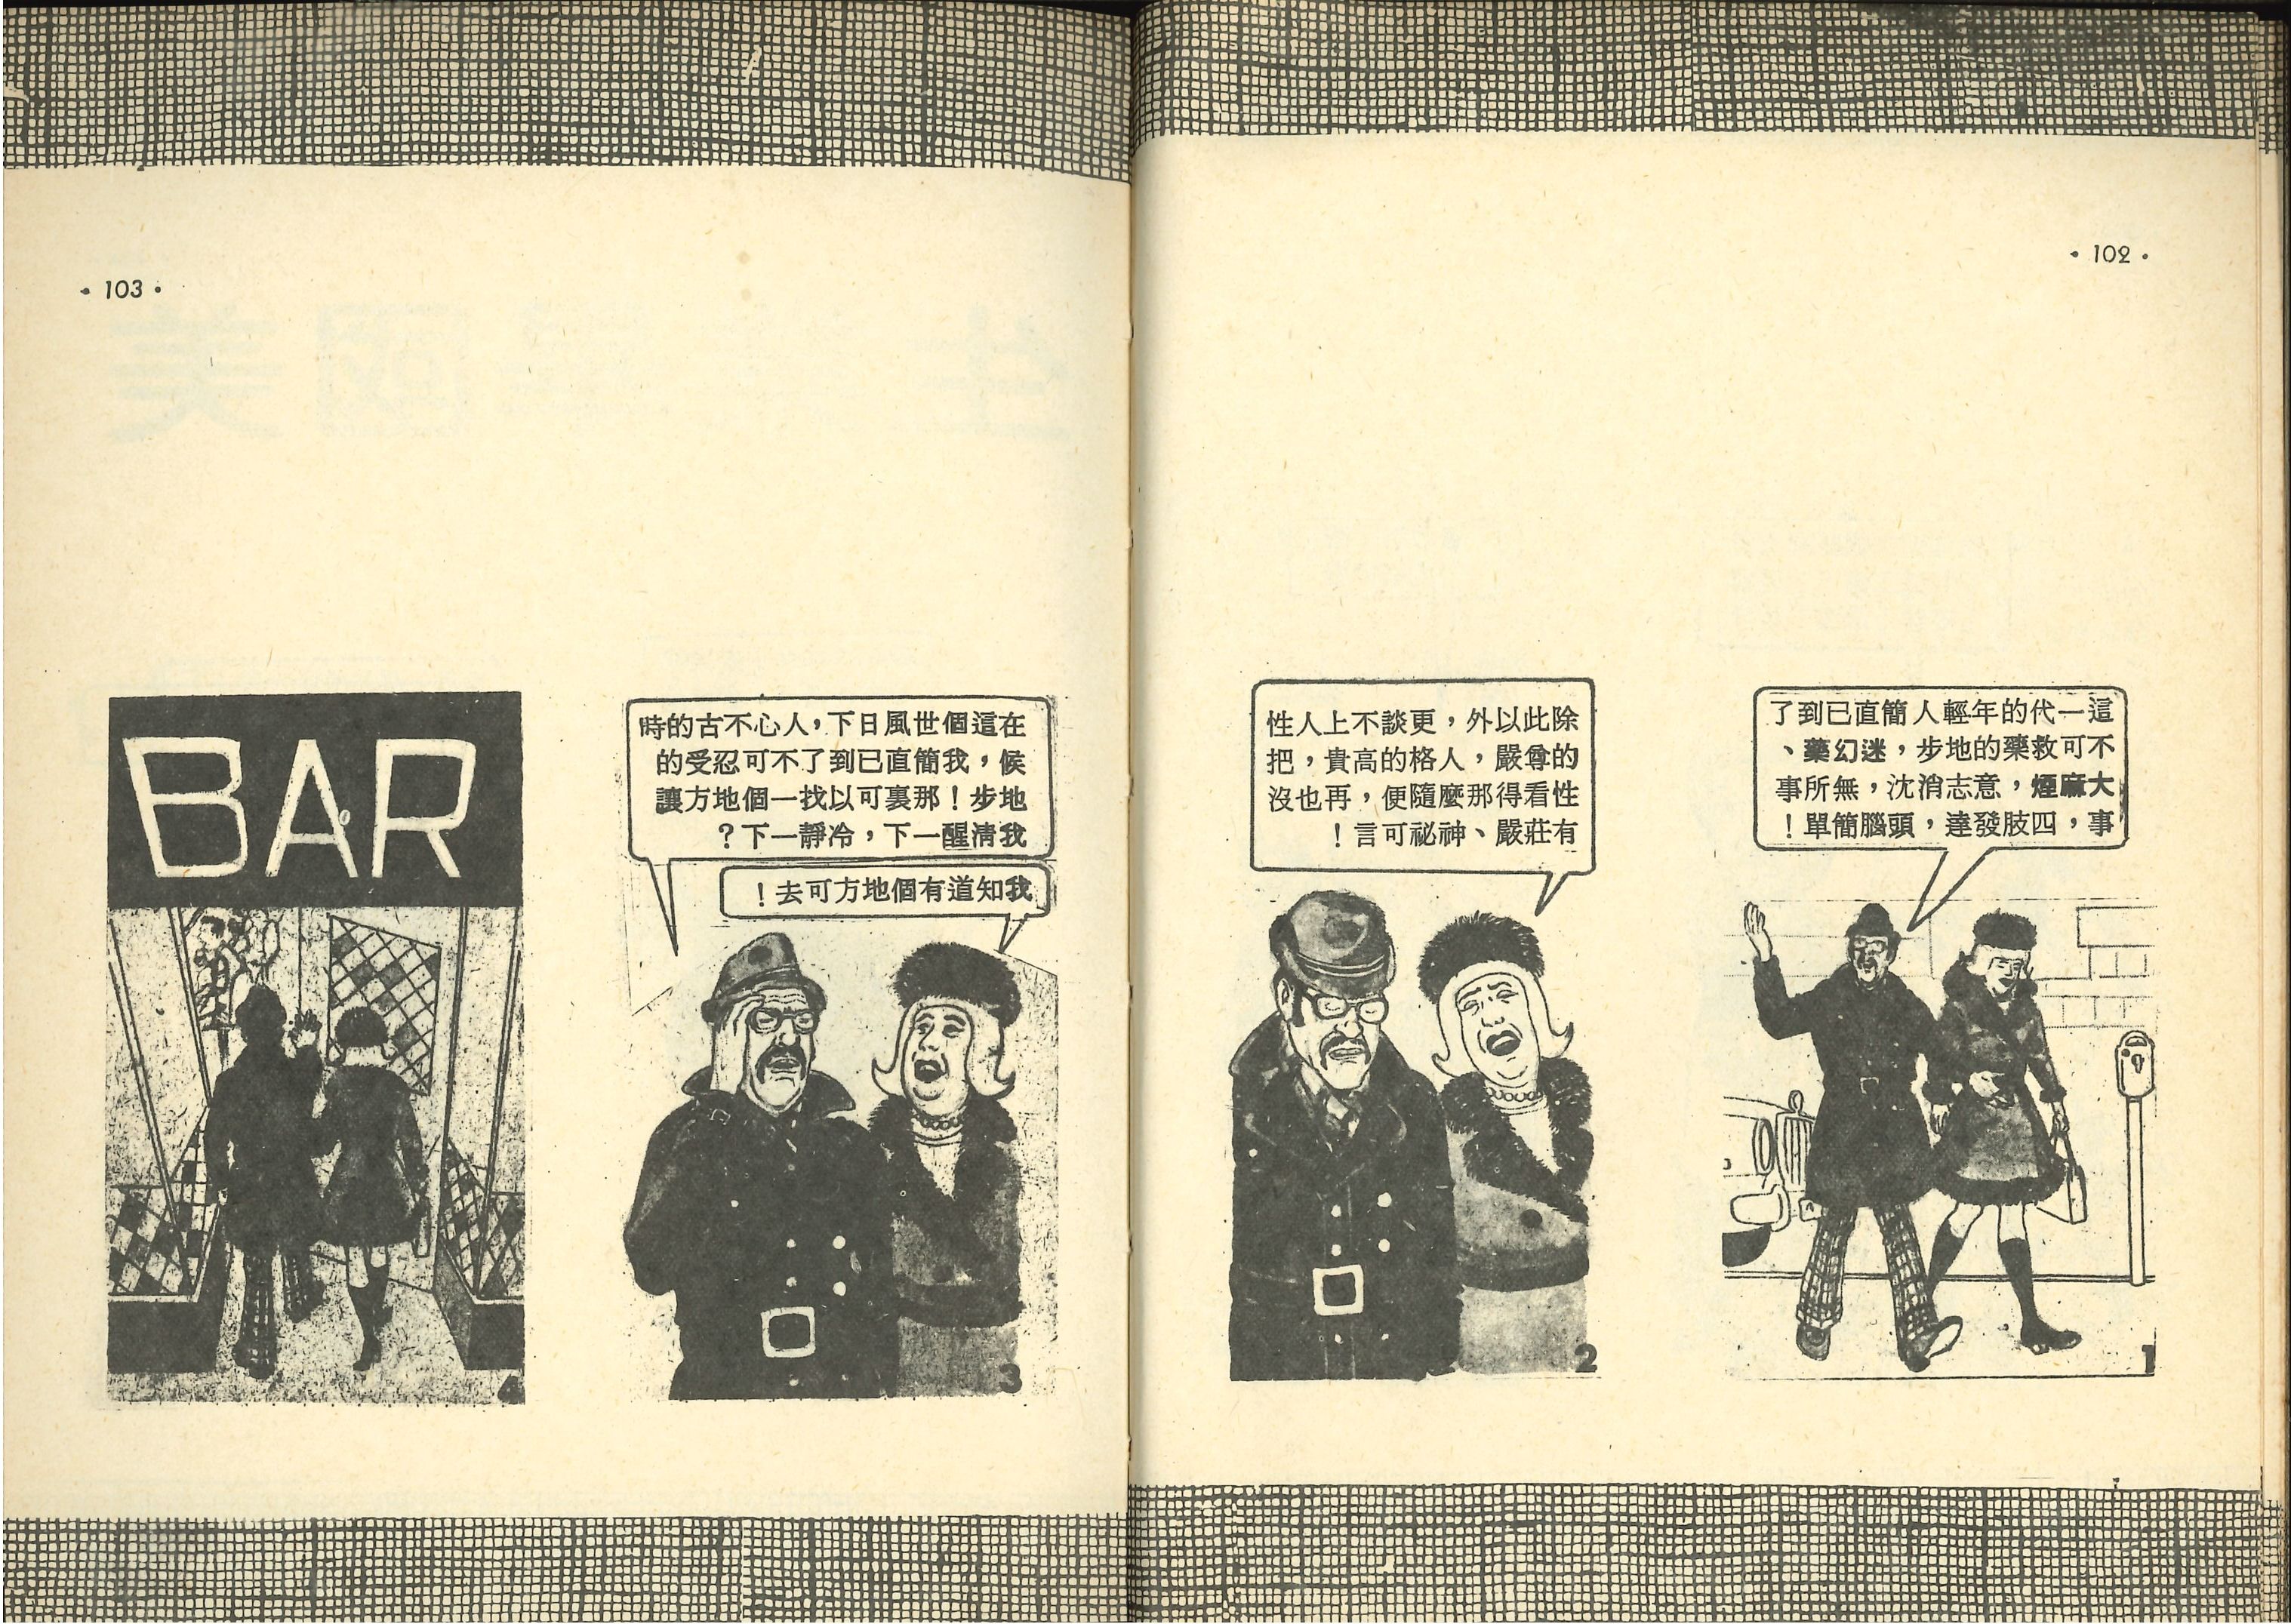 · 102 ·
這一代的年輕人簡直已到了
不可救藥的地步，迷幻藥、
大麻煙，意志消沈，無所事
事，四肢發達，頭腦簡單！
除此以外，更談不上人性
的尊嚴，人格的高貴，把
性看得那麼隨便，再也沒
有莊嚴、神祕可言！
1
2
· 103 ·
在這個世風日下，人心不古的時
候，我簡直已到了不可忍受的
地步！那裏可以找一個地方讓
我清醒一下，冷靜一下？
我知道有個地方可去！
3
BAR
4